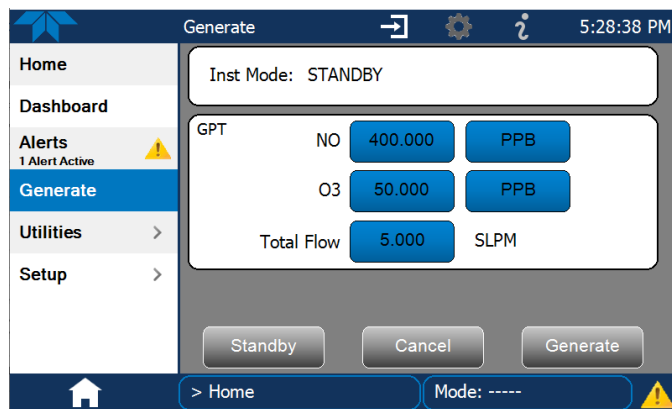 Generate 5:28:38 PM
Home
Dashboard
Alerts
1 Alert Active
Generate
Utilities >
Setup >
Inst Mode: STANDBY
GPT
NO 400.000 PPB
O3 50.000 PPB
Total Flow 5.000 SLPM
Standby Cancel Generate
> Home Mode: -----